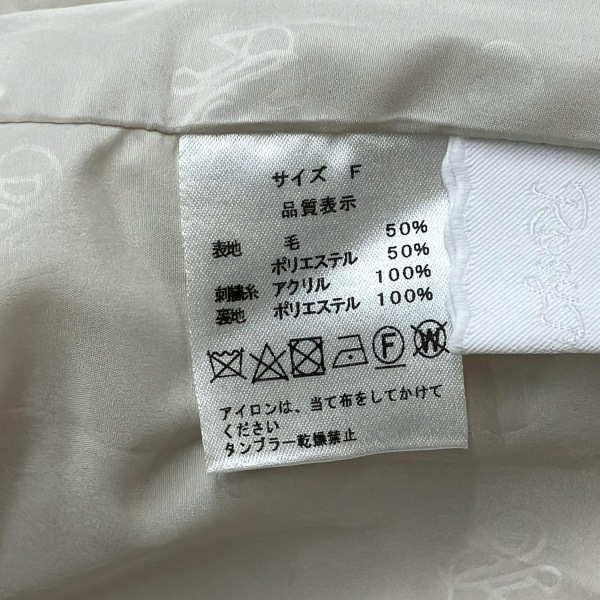 サイズ F
品質表示
表地 毛 50%
ポリエステル 50%
刺繍糸 アクリル 100%
裏地 ポリエステル 100%
F W
アイロンは、当て布をしてかけて
ください
タンブラー乾燥禁止